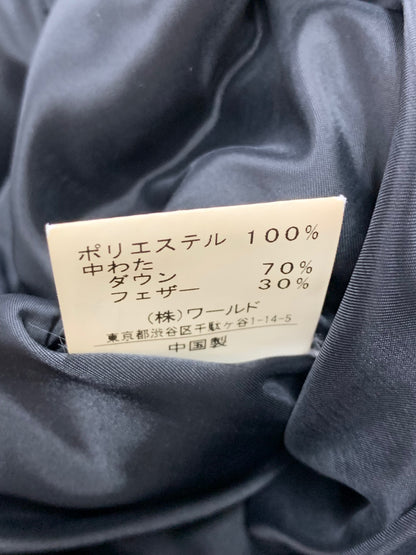 ポリエステル 100%
中わた
ダウン 70%
フェザー 30%
(株)ワールド
東京都渋谷区千駄ヶ谷1-14-5
中国製